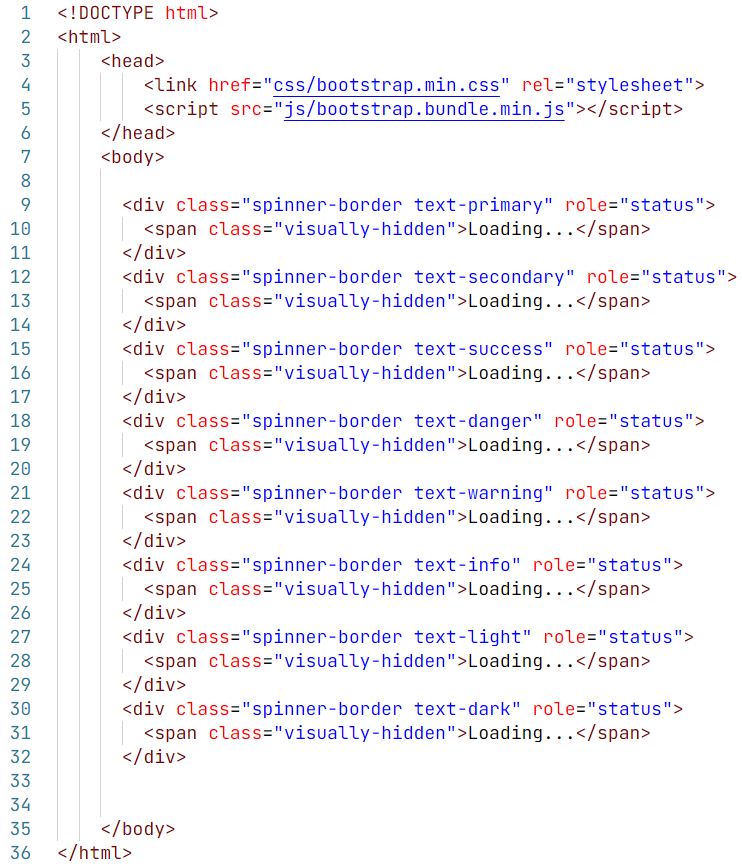 1 <!DOCTYPE html>
2 <html>
3 <head>
4 <link href="css/bootstrap.min.css" rel="stylesheet">
5 <script src="js/bootstrap.bundle.min.js"></script>
6 </head>
7 <body>
8
9 <div class="spinner-border text-primary" role="status">
10 <span class="visually-hidden">Loading...</span>
11 </div>
12 <div class="spinner-border text-secondary" role="status">
13 <span class="visually-hidden">Loading...</span>
14 </div>
15 <div class="spinner-border text-success" role="status">
16 <span class="visually-hidden">Loading...</span>
17 </div>
18 <div class="spinner-border text-danger" role="status">
19 <span class="visually-hidden">Loading...</span>
20 </div>
21 <div class="spinner-border text-warning" role="status">
22 <span class="visually-hidden">Loading...</span>
23 </div>
24 <div class="spinner-border text-info" role="status">
25 <span class="visually-hidden">Loading...</span>
26 </div>
27 <div class="spinner-border text-light" role="status">
28 <span class="visually-hidden">Loading...</span>
29 </div>
30 <div class="spinner-border text-dark" role="status">
31 <span class="visually-hidden">Loading...</span>
32 </div>
33
34
35 </body>
36 </html>